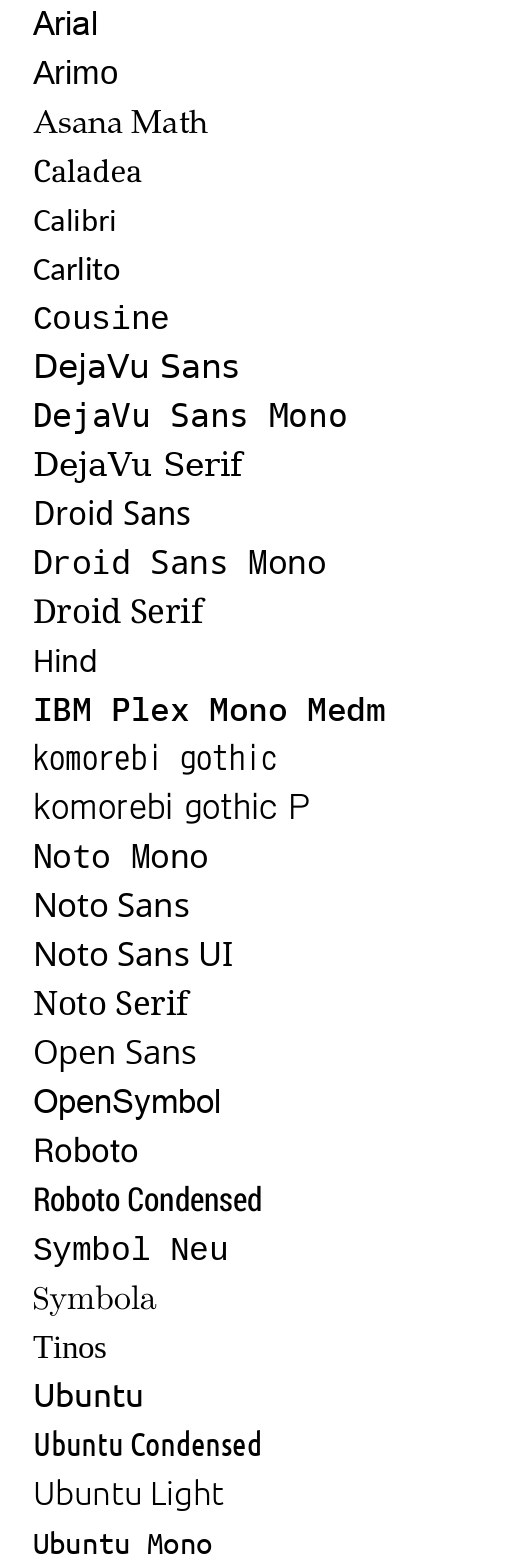 Arial
Arimo
Asana Math
Caladea
Calibri
Carlito
Cousine
DejaVu Sans
DejaVu Sans Mono
DejaVu Serif
Droid Sans
Droid Sans Mono
Droid Serif
Hind
IBM Plex Mono Medm
komorebi gothic
komorebi gothic P
Noto Mono
Noto Sans
Noto Sans UI
Noto Serif
Open Sans
OpenSymbol
Roboto
Roboto Condensed
Symbol Neu
Symbola
Tinos
Ubuntu
Ubuntu Condensed
Ubuntu Light
Ubuntu Mono